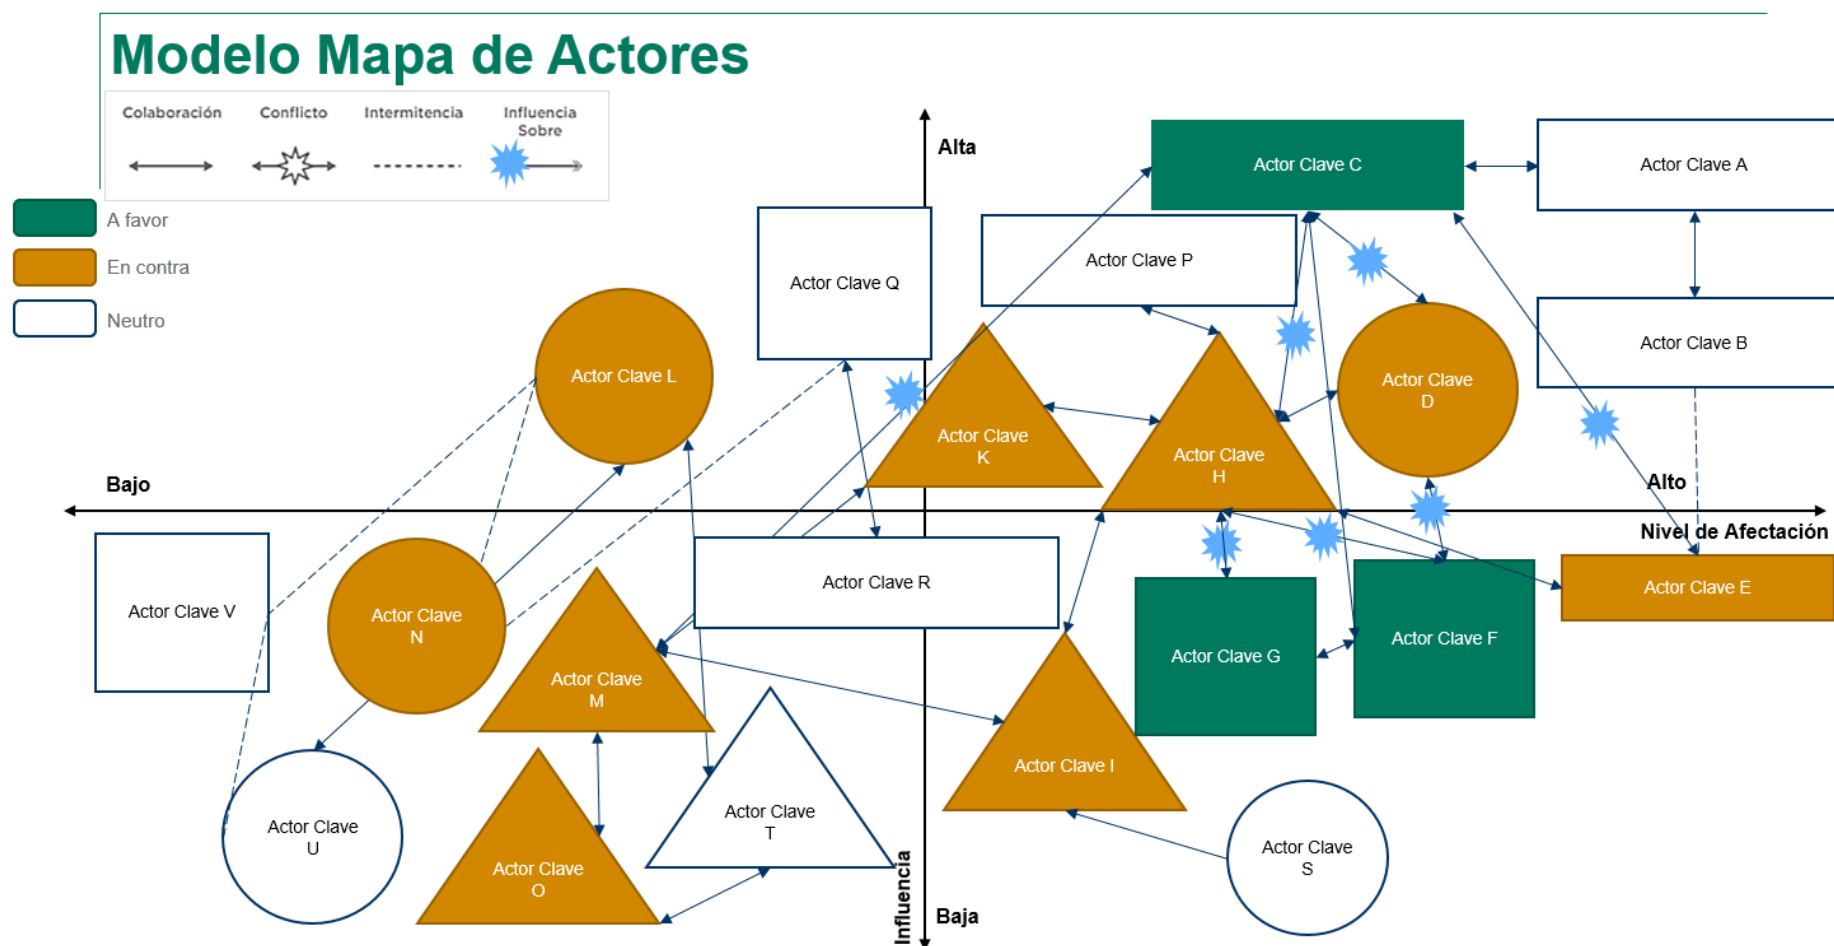 Modelo Mapa de Actores
Colaboración
Conflicto
Intermitencia
Influencia
Sobre
A favor
En contra
Neutro
Alta
Actor Clave C
Actor Clave A
Actor Clave P
Actor Clave Q
Actor Clave B
Actor Clave L
Actor Clave
D
Actor Clave
K
Actor Clave
H
Bajo
Alto
Nivel de Afectación
Actor Clave V
Actor Clave
N
Actor Clave R
Actor Clave E
Actor Clave F
Actor Clave G
Actor Clave
M
Actor Clave I
Actor Clave
U
Actor Clave
T
Actor Clave
O
Actor Clave
S
Influencia
Baja